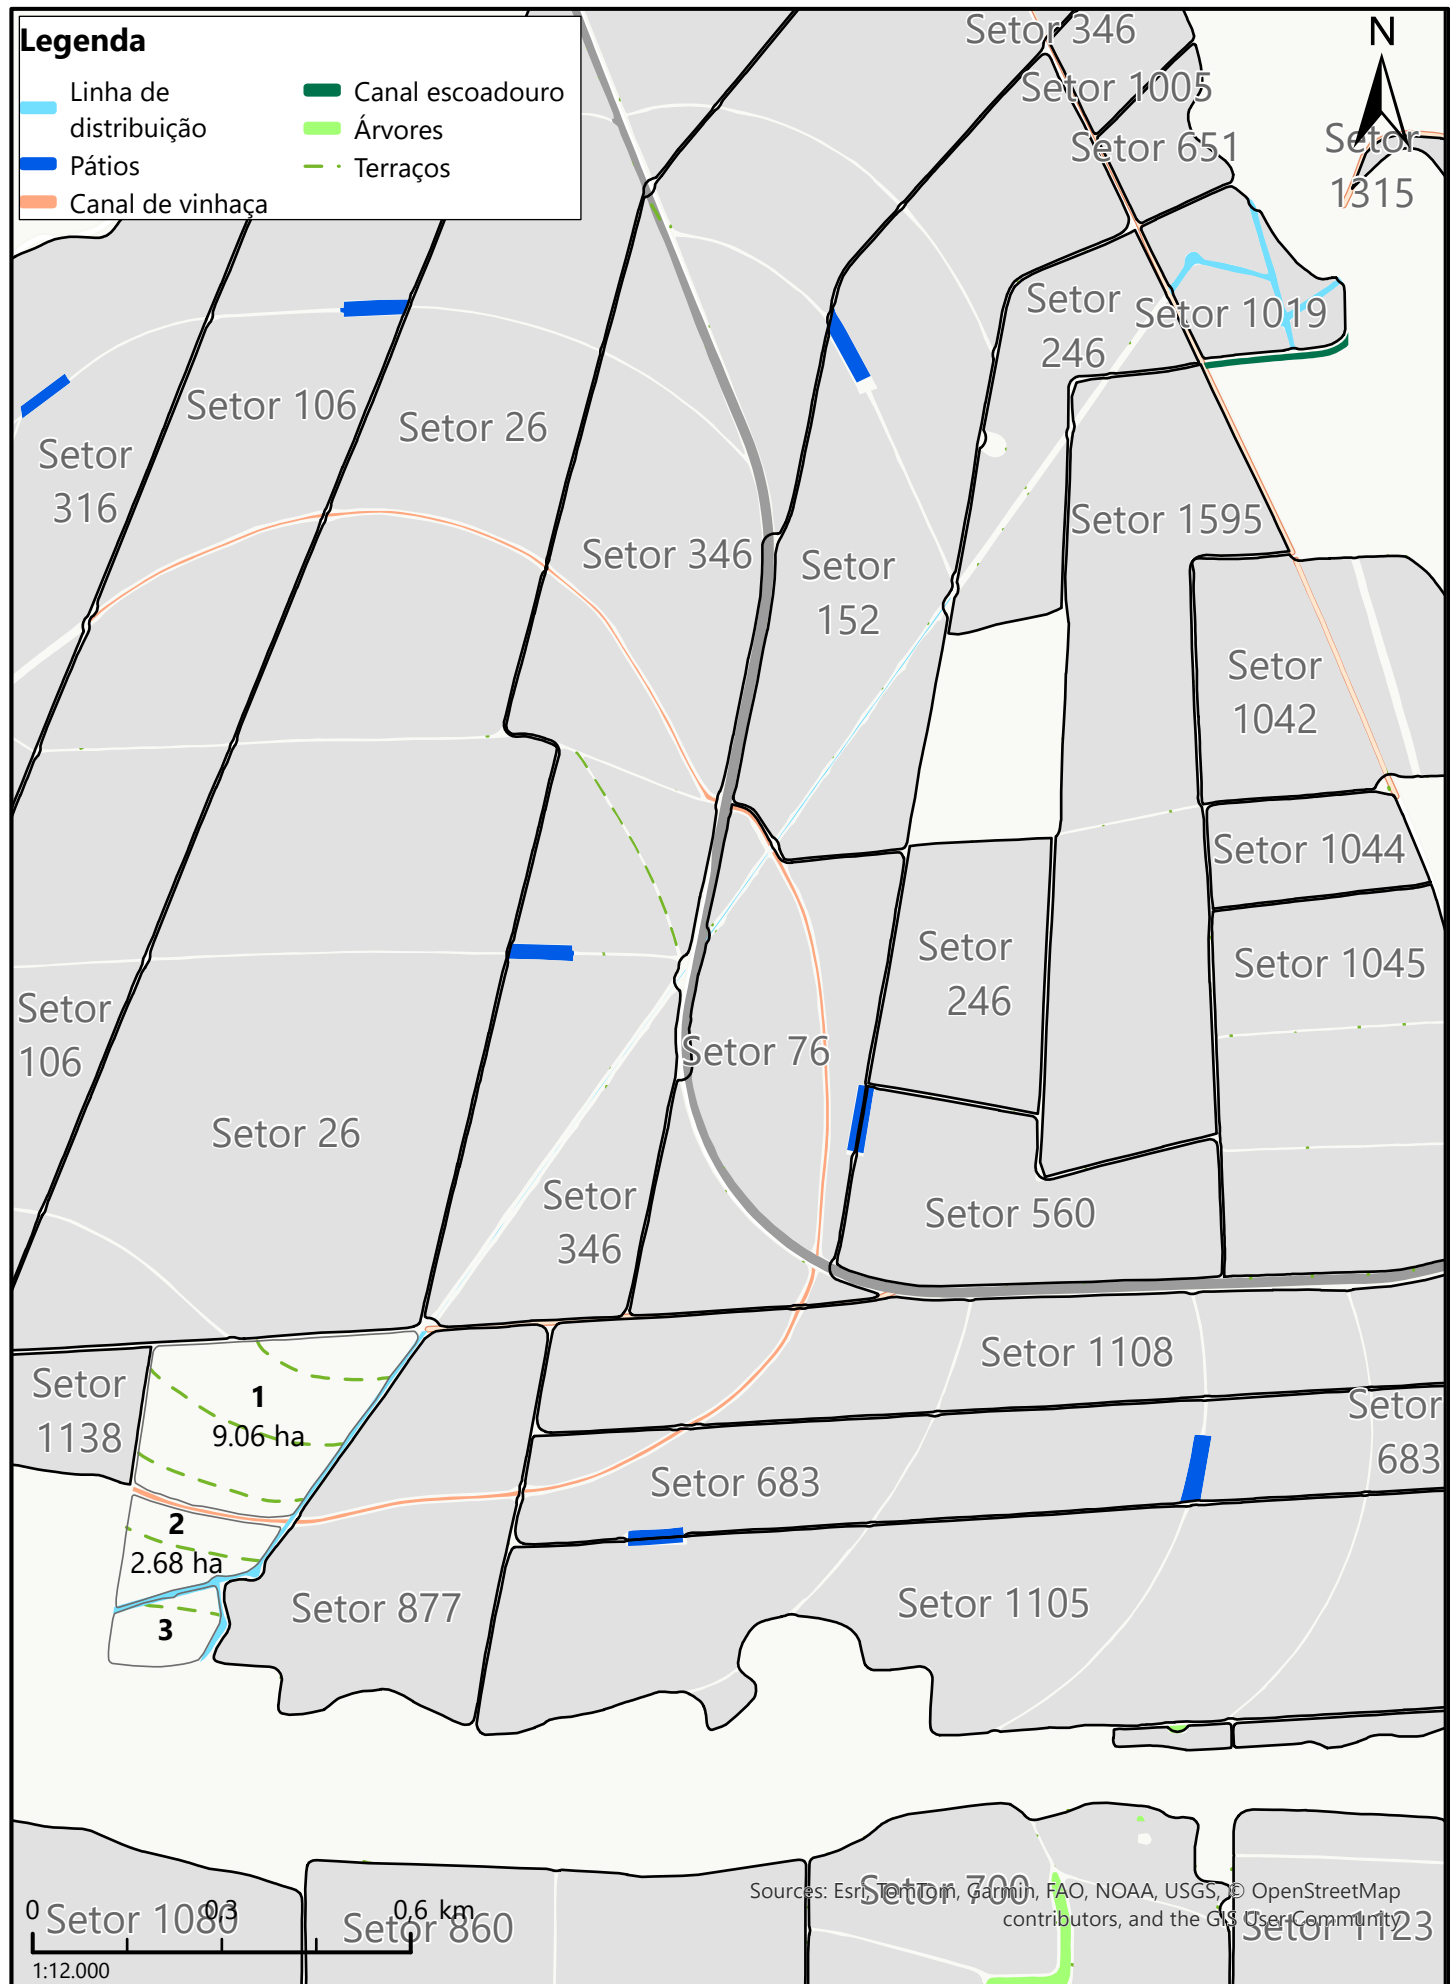 Legenda
Linha de
distribuição
Pátios
Canal de vinhaça
Canal escoadouro
Árvores
Terraços
N
Setor 346
Setor 1005
Setor 651
Setor
1315
Setor
246
Setor 1019
Setor 106
Setor 26
Setor
316
Setor 1595
Setor 346
Setor
152
Setor
1042
Setor 1044
Setor
246
Setor 1045
Setor
106
Setor 76
Setor 26
Setor
346
Setor 560
Setor 1108
Setor
1138
1
9.06 ha
Setor
683
Setor 683
2
2.68 ha
Setor 877
Setor 1105
3
Setor 700
Sources: Esri, TomTom, Garmin, FAO, NOAA, USGS, © OpenStreetMap
contributors, and the GIS User Community
0 0,3 0,6 km
Setor 1080
Setor 860
Setor 1123
1:12.000